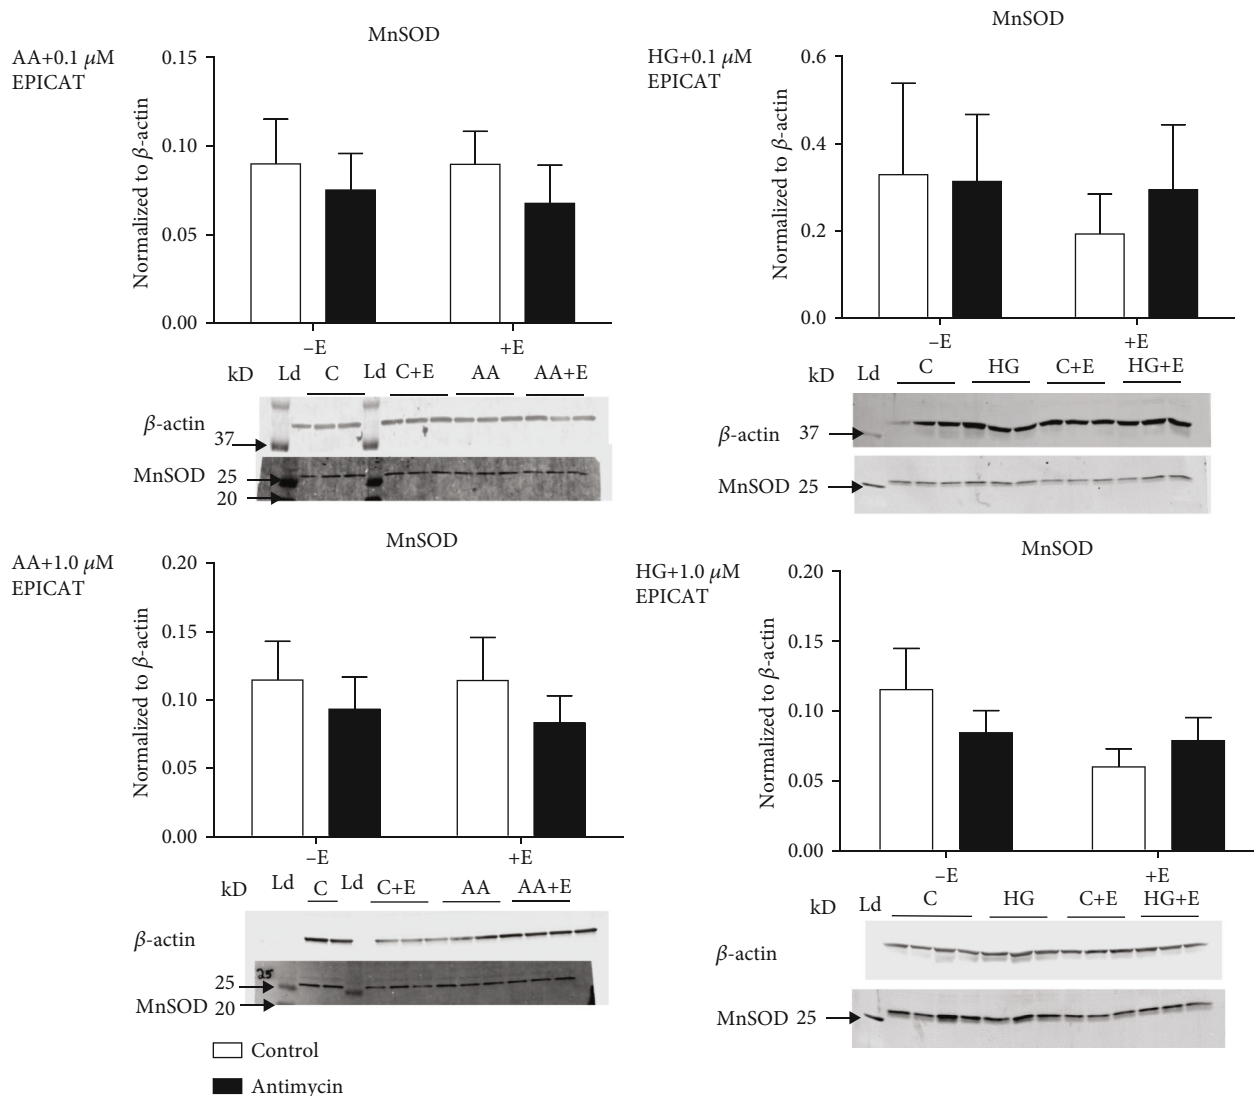 MnSOD
AA+0.1 μM
EPICAT
Normalized to β-actin
0.15
0.10
0.05
0.00
–E
+E
kD Ld C Ld C+E AA AA+E
β-actin
37
MnSOD 25
20
MnSOD
HG+0.1 μM
EPICAT
Normalized to β-actin
0.6
0.4
0.2
0.0
–E
+E
kD Ld C HG C+E HG+E
β-actin 37
MnSOD 25
MnSOD
AA+1.0 μM
EPICAT
Normalized to β-actin
0.20
0.15
0.10
0.05
0.00
–E
+E
kD Ld C Ld C+E AA AA+E
β-actin
25
25
MnSOD 20
MnSOD
HG+1.0 μM
EPICAT
Normalized to β-actin
0.20
0.15
0.10
0.05
0.00
–E
+E
kD Ld C HG C+E HG+E
β-actin
MnSOD 25
Control
Antimycin